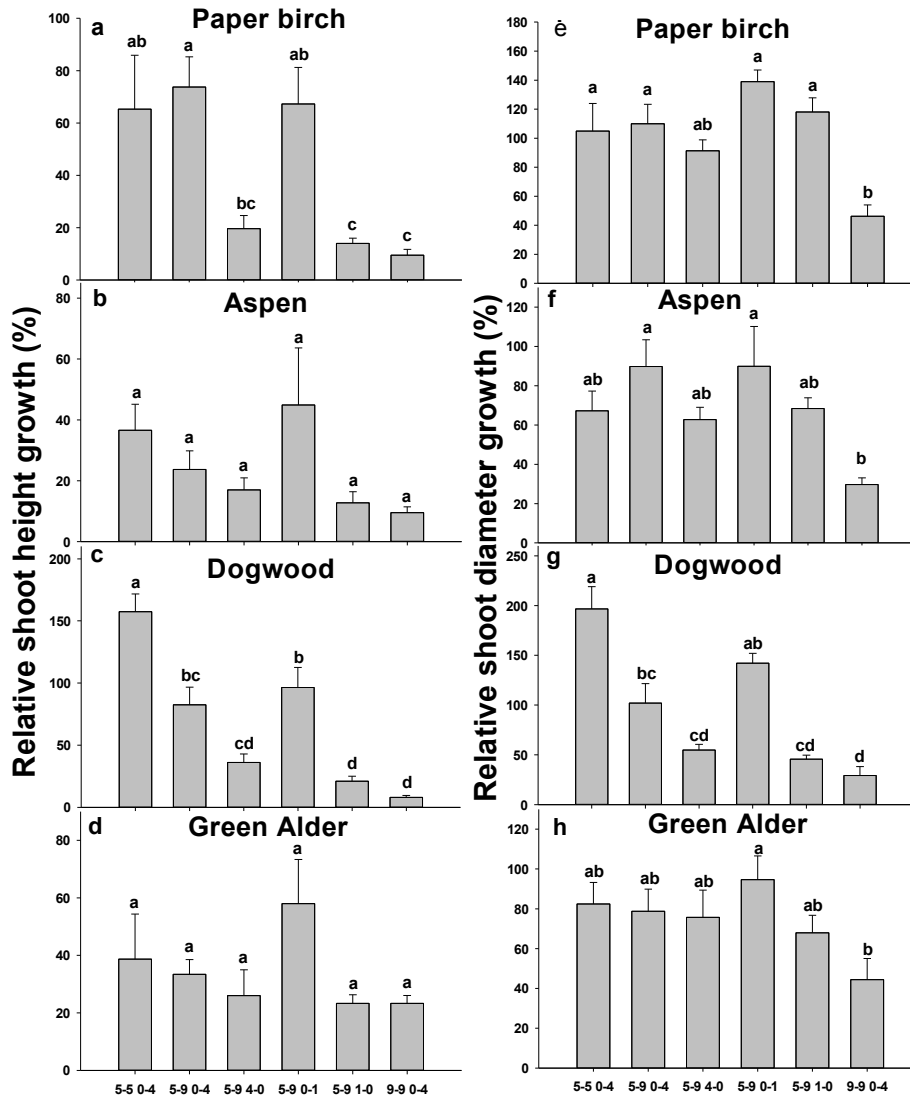 a Paper birch
100
80
60
40
20
0
ab a bc ab c c
b Aspen
80
60
40
20
0
a a a a a a
c Dogwood
200
150
100
50
0
a bc cd b d d
d Green Alder
80
60
40
20
0
a a a a a a
5-5 0-4 5-9 0-4 5-9 4-0 5-9 0-1 5-9 1-0 9-9 0-4
Relative shoot height growth (%)
e Paper birch
180
160
140
120
100
80
60
40
20
0
a a ab a a b
f Aspen
120
100
80
60
40
20
0
ab a ab a ab b
g Dogwood
250
200
150
100
50
0
a bc cd ab cd d
h Green Alder
120
100
80
60
40
20
0
ab ab ab a ab b
5-5 0-4 5-9 0-4 5-9 4-0 5-9 0-1 5-9 1-0 9-9 0-4
Relative shoot diameter growth (%)